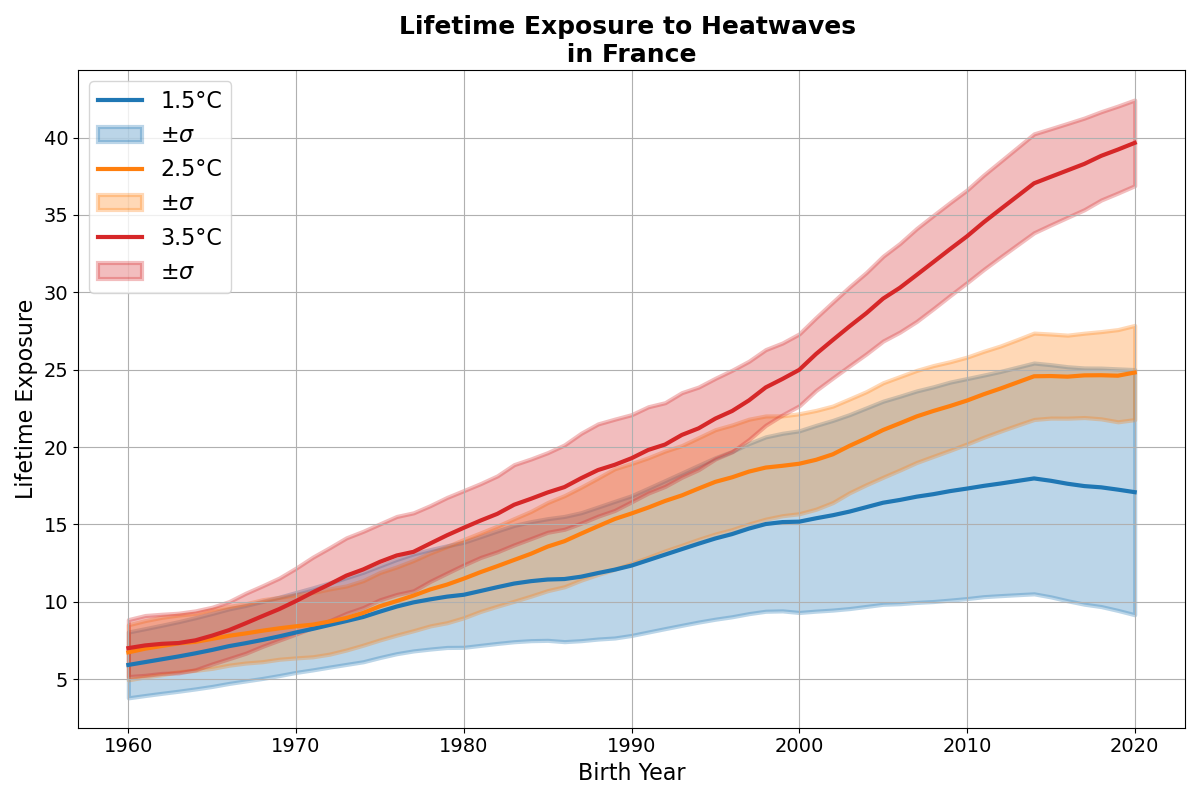 Lifetime Exposure to Heatwaves
in France
1.5°C
±σ
2.5°C
±σ
3.5°C
±σ
Lifetime Exposure
40
35
30
25
20
15
10
5
1960 1970 1980 1990 2000 2010 2020
Birth Year